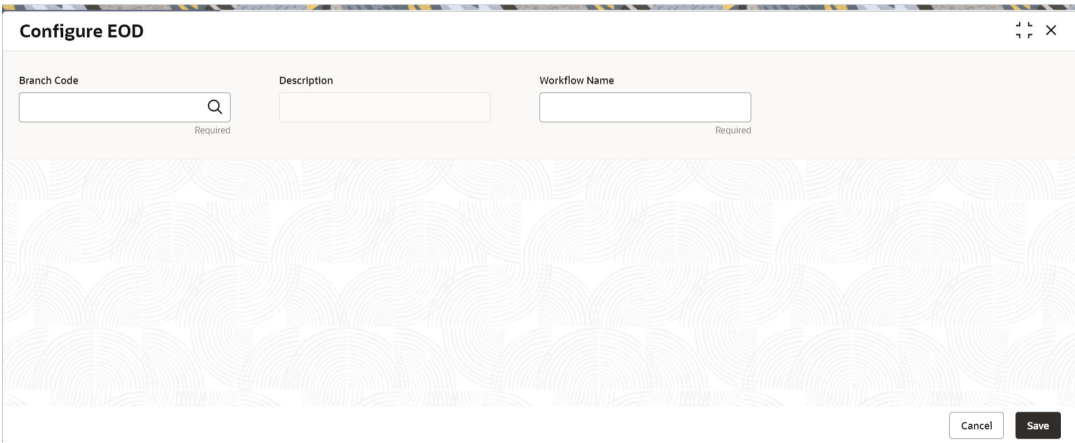 Configure EOD
Branch Code Description Workflow Name
Required Required
Cancel Save